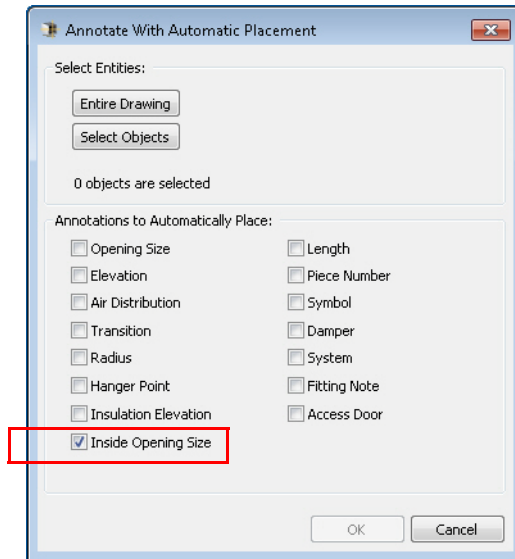 Annotate With Automatic Placement
Select Entities:
Entire Drawing
Select Objects
0 objects are selected
Annotations to Automatically Place:
Opening Size
Elevation
Air Distribution
Transition
Radius
Hanger Point
Insulation Elevation
Inside Opening Size
Length
Piece Number
Symbol
Damper
System
Fitting Note
Access Door
OK
Cancel